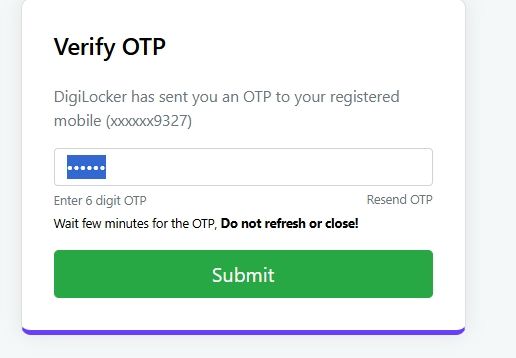 Verify OTP
DigiLocker has sent you an OTP to your registered
mobile (xxxxxx9327)
••••••
Enter 6 digit OTP
Resend OTP
Wait few minutes for the OTP, Do not refresh or close!
Submit